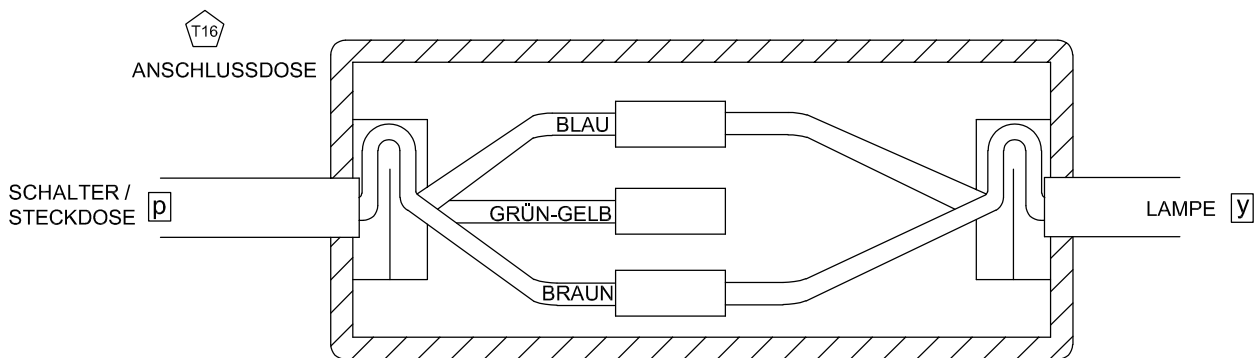 T16
ANSCHLUSSDOSE
BLAU
SCHALTER /
STECKDOSE p
GRÜN-GELB
LAMPE y
BRAUN